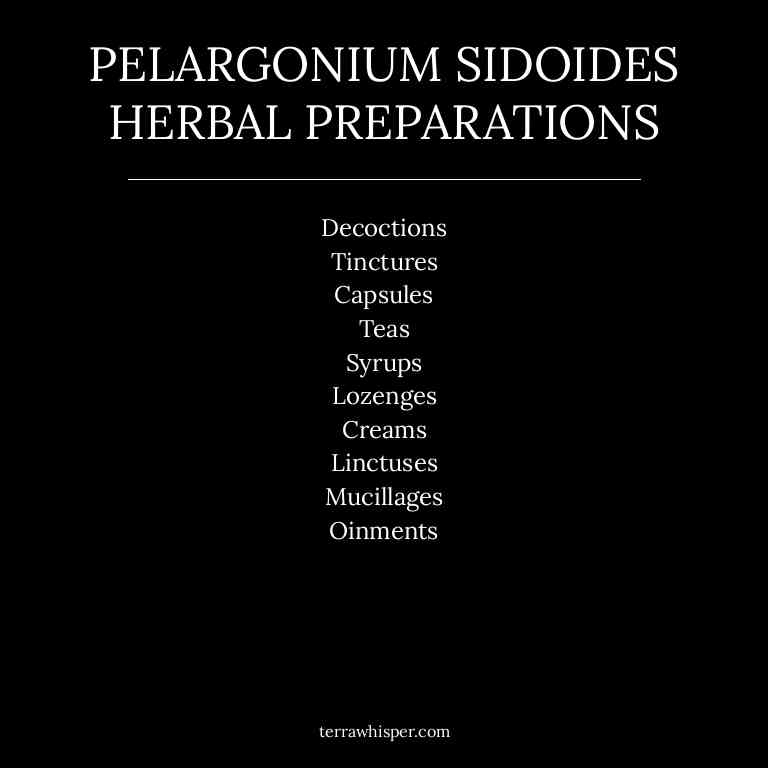 PELARGONIUM SIDOIDES
HERBAL PREPARATIONS
Decoctions
Tinctures
Capsules
Teas
Syrups
Lozenges
Creams
Linctuses
Mucillages
Oinments
terrawhisper.com